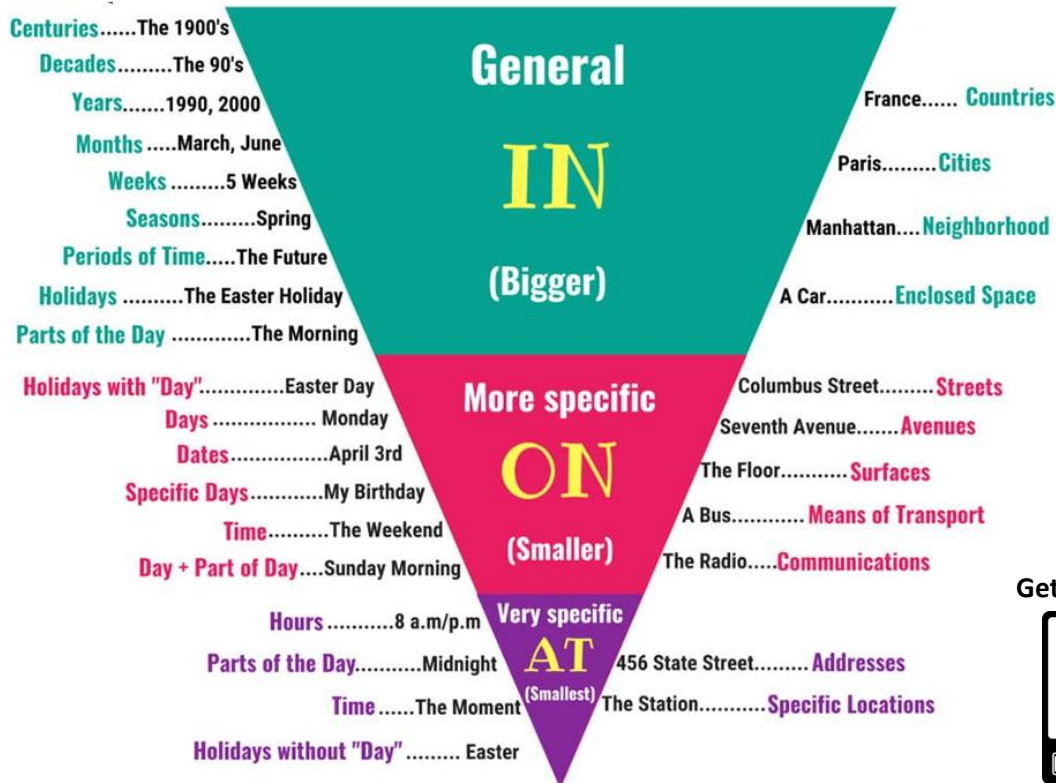 Centuries......The 1900's
Decades.........The 90's
Years.......1990, 2000
Months .....March, June
Weeks .........5 Weeks
Seasons.........Spring
Periods of Time.....The Future
Holidays ..........The Easter Holiday
Parts of the Day .............The Morning
General
IN
(Bigger)
France...... Countries
Paris.........Cities
Manhattan....Neighborhood
A Car...........Enclosed Space
Holidays with "Day"..............Easter Day
Days ................. Monday
Dates................April 3rd
Specific Days............My Birthday
Time..........The Weekend
Day + Part of Day....Sunday Morning
More specific
ON
(Smaller)
Columbus Street.........Streets
Seventh Avenue.......Avenues
The Floor...........Surfaces
A Bus............Means of Transport
The Radio.....Communications
Hours ...........8 a.m/p.m
Parts of the Day...........Midnight
Time ......The Moment
Holidays without "Day" ......... Easter
Very specific
AT
(Smallest)
456 State Street.........Addresses
The Station...........Specific Locations
Get